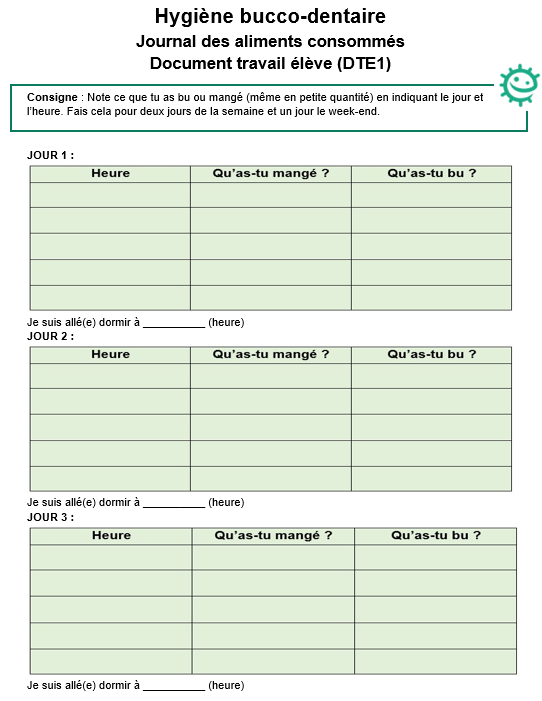 Hygiène bucco-dentaire
Journal des aliments consommés
Document travail élève (DTE1)
Consigne : Note ce que tu as bu ou mangé (même en petite quantité) en indiquant le jour et
l'heure. Fais cela pour deux jours de la semaine et un jour le week-end.
JOUR 1 :
Heure Qu'as-tu mangé ? Qu'as-tu bu ?
Je suis allé(e) dormir à __________ (heure)
JOUR 2 :
Heure Qu'as-tu mangé ? Qu'as-tu bu ?
Je suis allé(e) dormir à __________ (heure)
JOUR 3 :
Heure Qu'as-tu mangé ? Qu'as-tu bu ?
Je suis allé(e) dormir à __________ (heure)